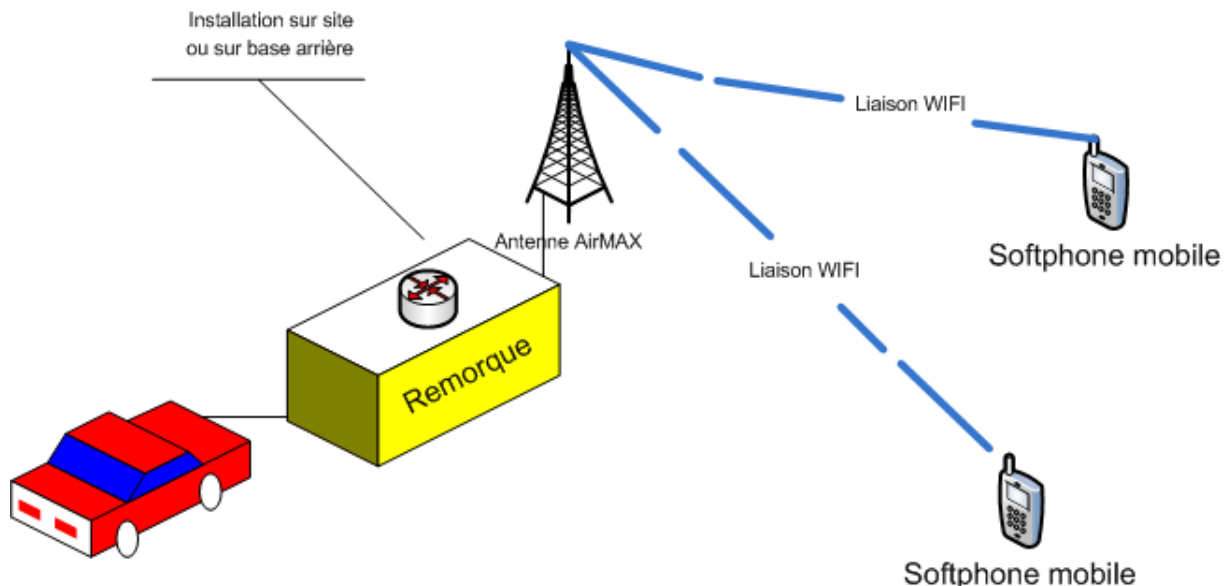 Installation sur site
ou sur base arrière
Liaison WIFI
Antenne AirMAX
Softphone mobile
Liaison WIFI
Remorque
Softphone mobile